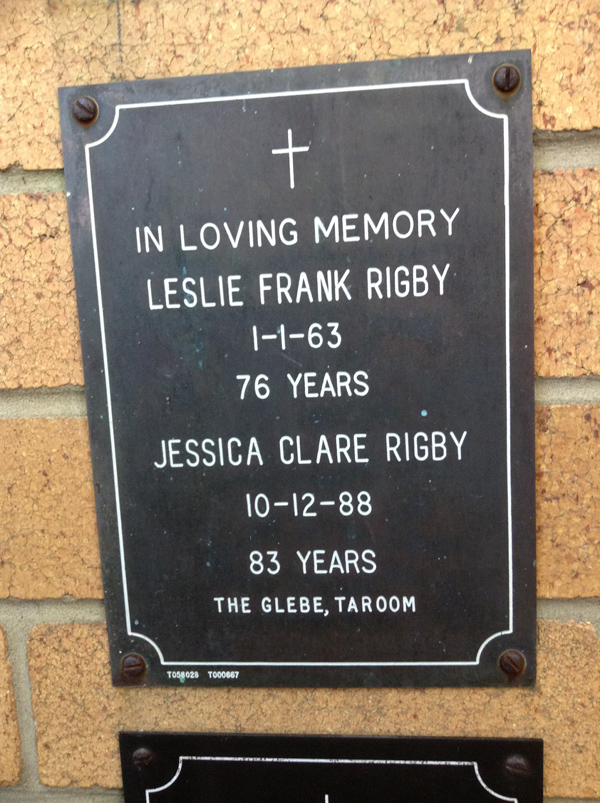 IN LOVING MEMORY
LESLIE FRANK RIGBY
1-1-63
76 YEARS
JESSICA CLARE RIGBY
10-12-88
83 YEARS
THE GLEBE, TAROOM
T058028 T000667